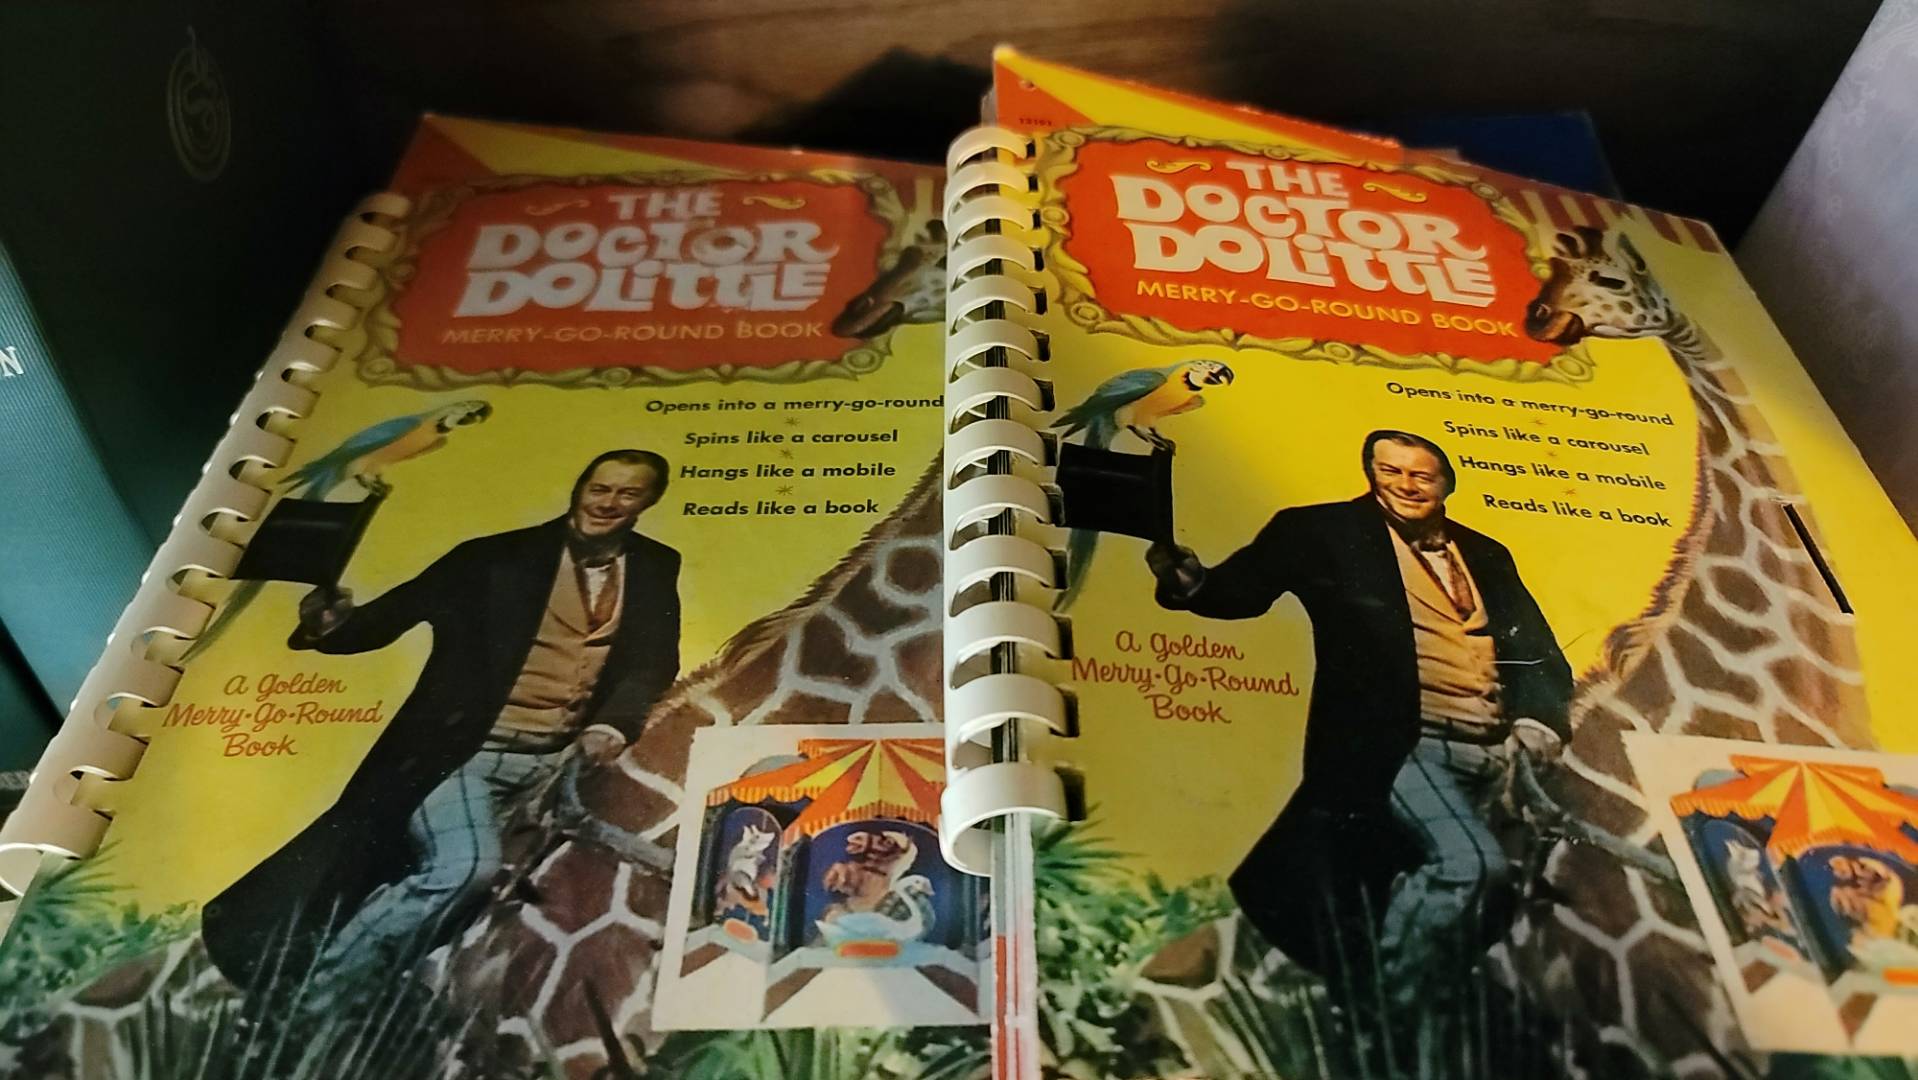 THE
DOCTOR
DOLITTLE
MERRY-GO-ROUND BOOK
Opens into a merry-go-round
Spins like a carousel
Hangs like a mobile
Reads like a book
A Golden
Merry·Go·Round
Book
THE
DOCTOR
DOLITTLE
MERRY-GO-ROUND BOOK
Opens into a merry-go-round
Spins like a carousel
Hangs like a mobile
Reads like a book
A Golden
Merry·Go·Round
Book
N